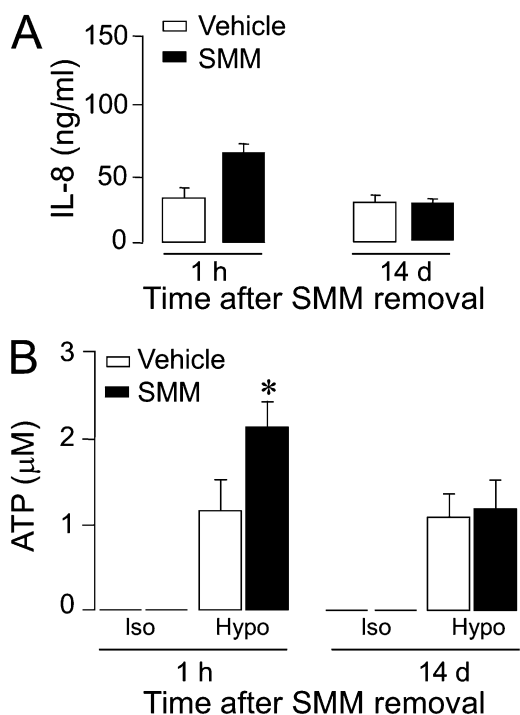 A
Vehicle
SMM
IL-8 (ng/ml)
150
100
50
0
1 h
14 d
Time after SMM removal
B
Vehicle
SMM
*
ATP (µM)
3
2
1
0
Iso
Hypo
Iso
Hypo
1 h
14 d
Time after SMM removal